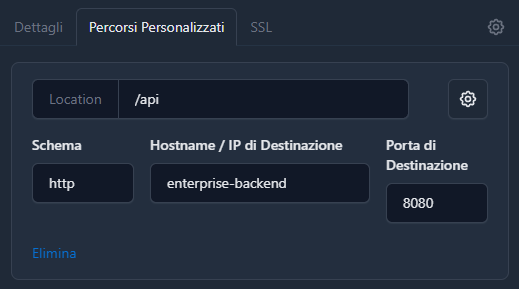 Dettagli Percorsi Personalizzati SSL
Location /api
Schema Hostname / IP di Destinazione Porta di
Destinazione
http enterprise-backend 8080
Elimina